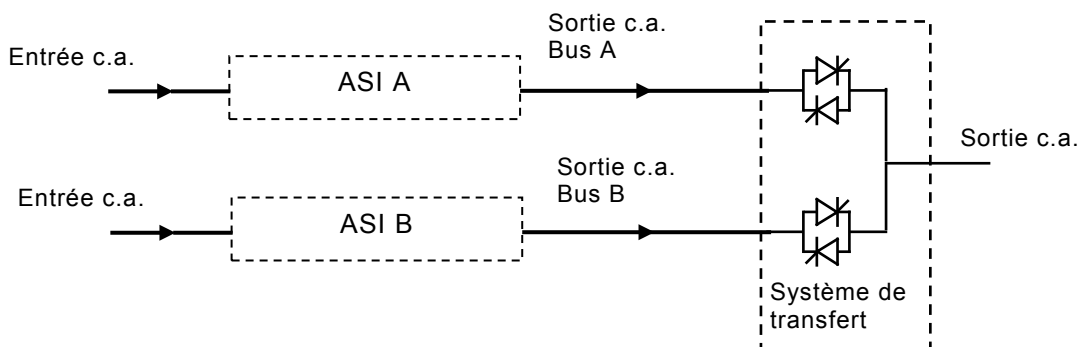 Entrée c.a.
ASI A
Sortie c.a.
Bus A
Sortie c.a.
Entrée c.a.
ASI B
Sortie c.a.
Bus B
Système de
transfert